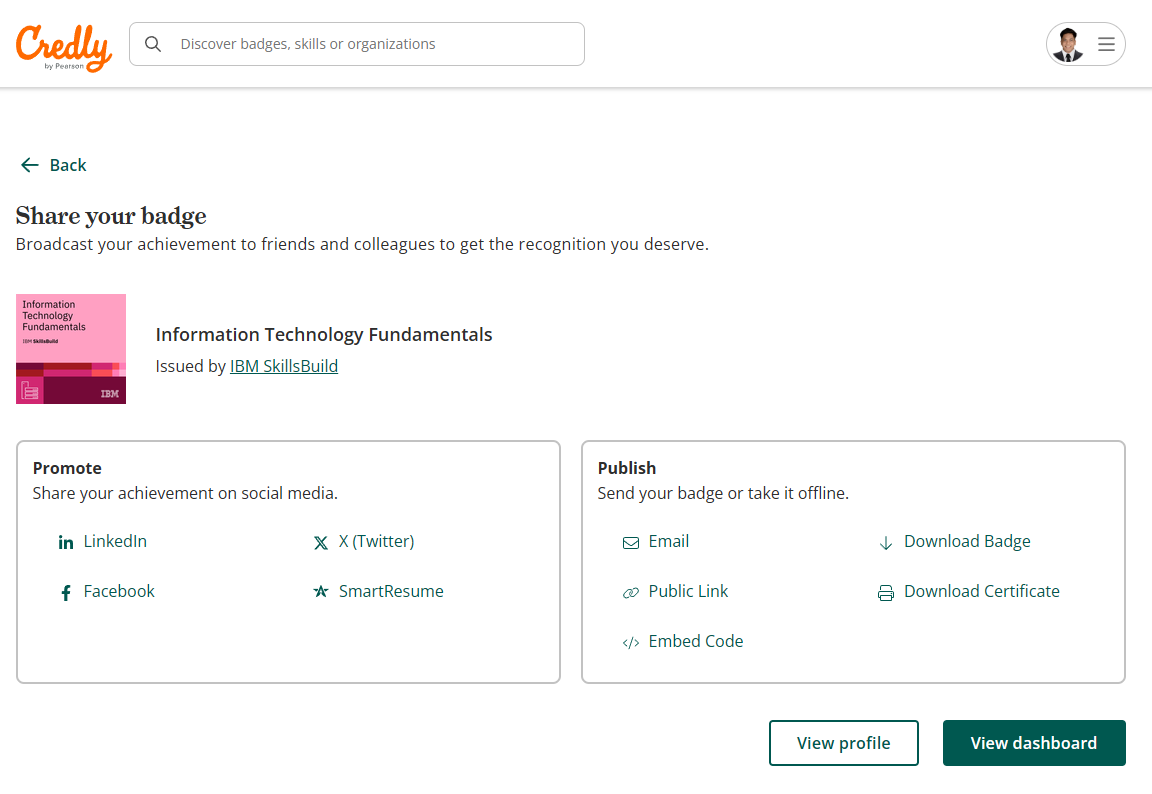 Credly
by Pearson
Discover badges, skills or organizations
Back
Share your badge
Broadcast your achievement to friends and colleagues to get the recognition you deserve.
Information
Technology
Fundamentals
IBM SkillsBuild
IBM
Information Technology Fundamentals
Issued by IBM SkillsBuild
Promote
Share your achievement on social media.
LinkedIn
X (Twitter)
Facebook
SmartResume
Publish
Send your badge or take it offline.
Email
Download Badge
Public Link
Download Certificate
Embed Code
View profile
View dashboard